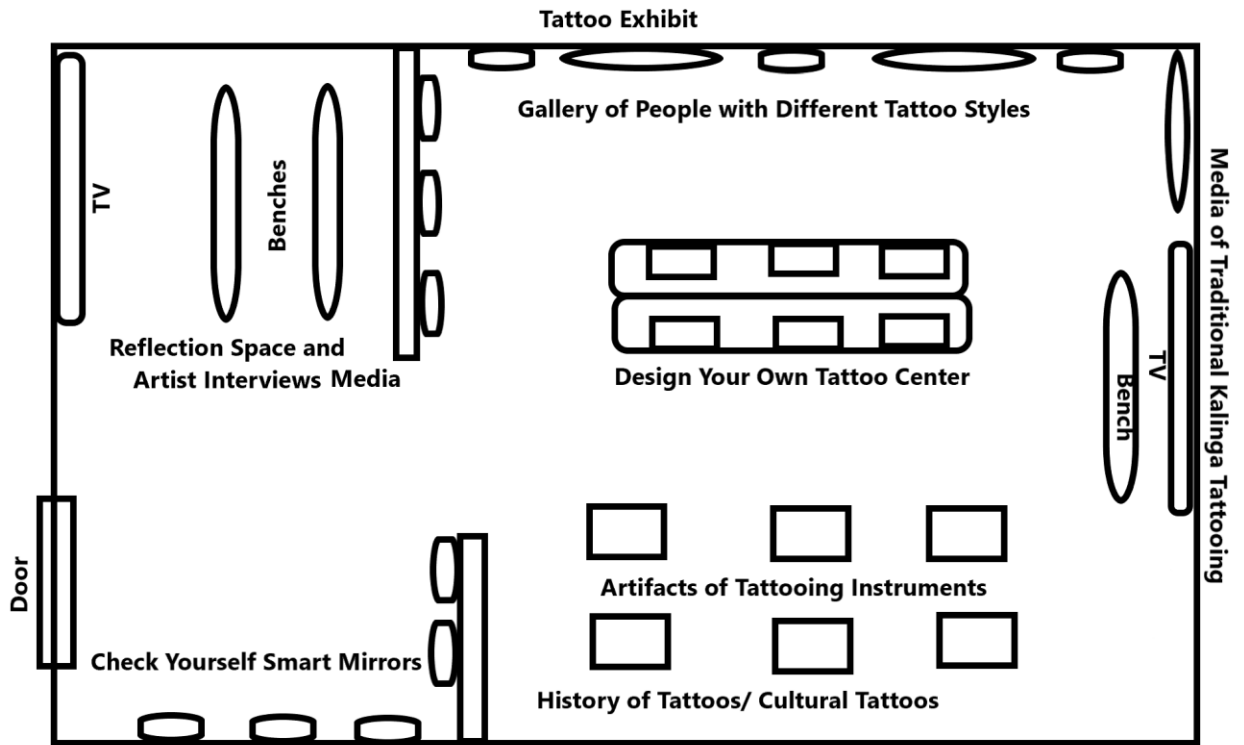 Tattoo Exhibit
Gallery of People with Different Tattoo Styles
TV
Benches
Reflection Space and
Artist Interviews Media
Design Your Own Tattoo Center
Bench
TV
Media of Traditional Kalinga Tattooing
Door
Check Yourself Smart Mirrors
Artifacts of Tattooing Instruments
History of Tattoos/ Cultural Tattoos